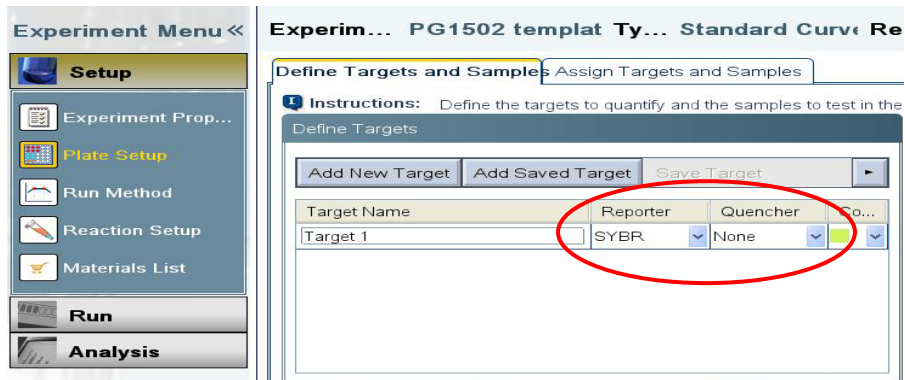 Experiment Menu«
Setup
Experiment Prop...
Plate Setup
Run Method
Reaction Setup
Materials List
Run
Analysis
Experim... PG1502 templat Ty... Standard Curve Re
Define Targets and Samples Assign Targets and Samples
Instructions: Define the targets to quantify and the samples to test in the
Define Targets
Add New Target Add Saved Target Save Target
Target Name Reporter Quencher Co...
Target 1 SYBR None